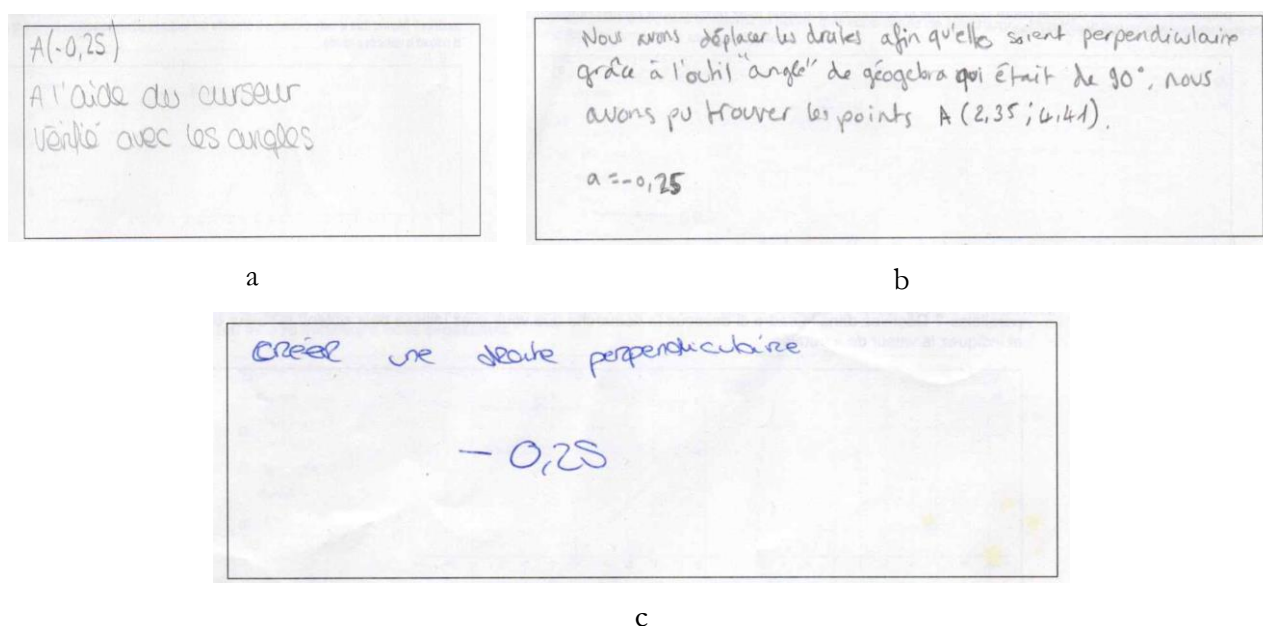 A(-0,25)
A l'aide du curseur
vérifié avec les angles
a
Nous avons déplacer les droites afin qu'elles soient perpendiculaire
grâce à l'outil "angle" de géogebra qui était de 90°, nous
avons pu trouver les points A (2,35 ; 4,41).
a = -0,25
b
CRÉER une droite perpendiculaire
- 0,25
c